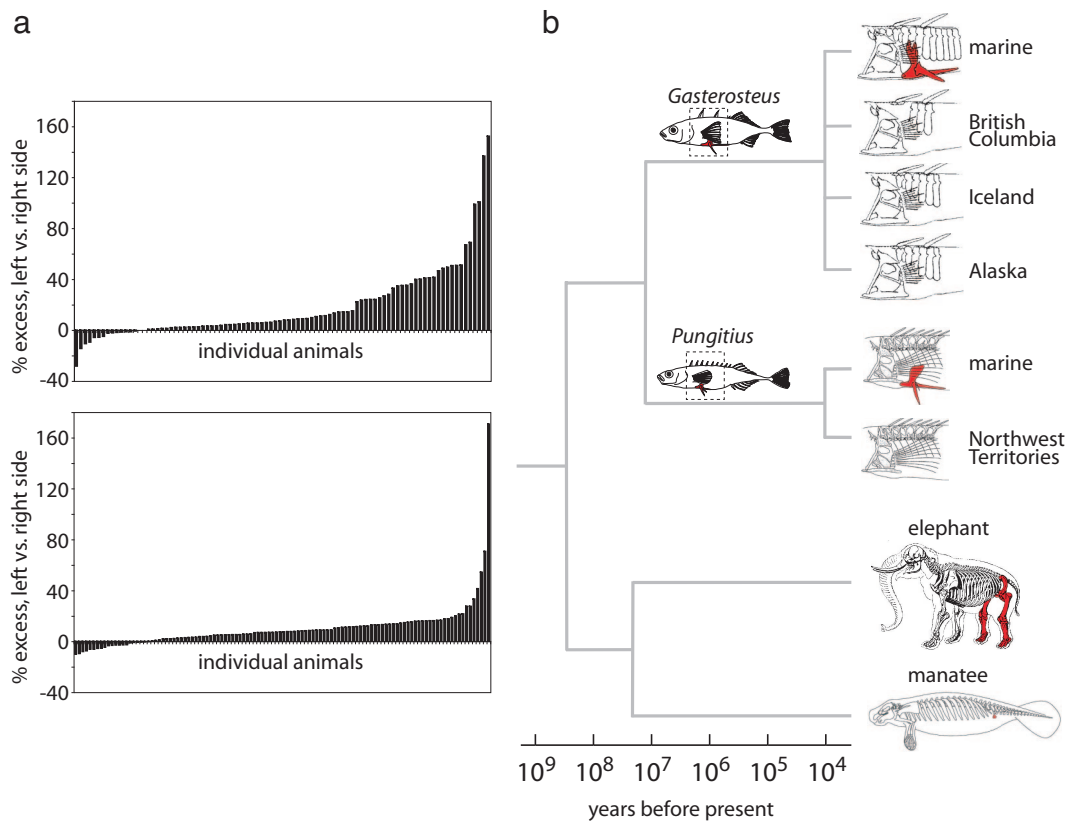 a
% excess, left vs. right side
160
120
80
40
0
-40
individual animals
% excess, left vs. right side
160
120
80
40
0
-40
individual animals
b
Gasterosteus
marine
British
Columbia
Iceland
Alaska
Pungitius
marine
Northwest
Territories
elephant
manatee
10⁹ 10⁸ 10⁷ 10⁶ 10⁵ 10⁴
years before present